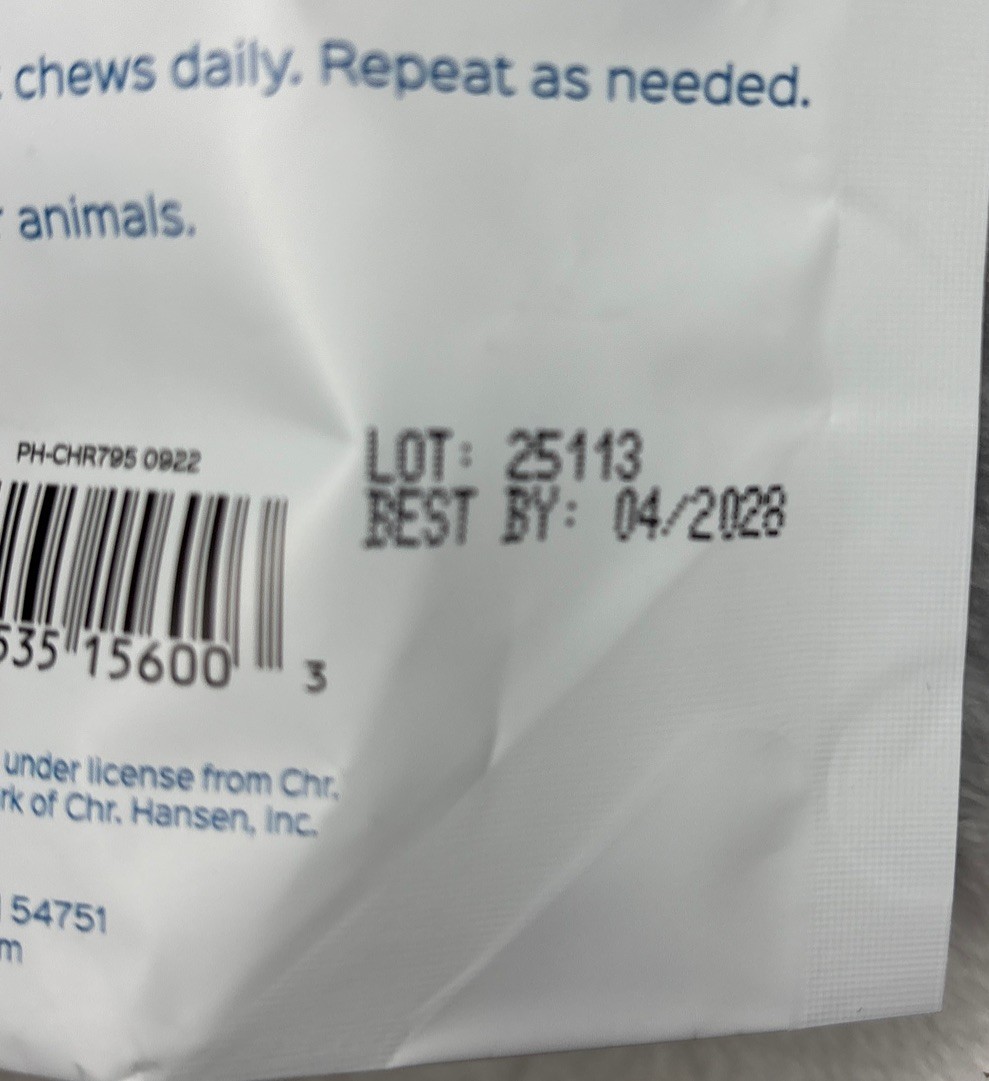 chews daily. Repeat as needed.
animals.
PH-CHR795 0922
LOT: 25113
BEST BY: 04/2028
535 15600 3
under license from Chr.
rk of Chr. Hansen, Inc.
54751
m